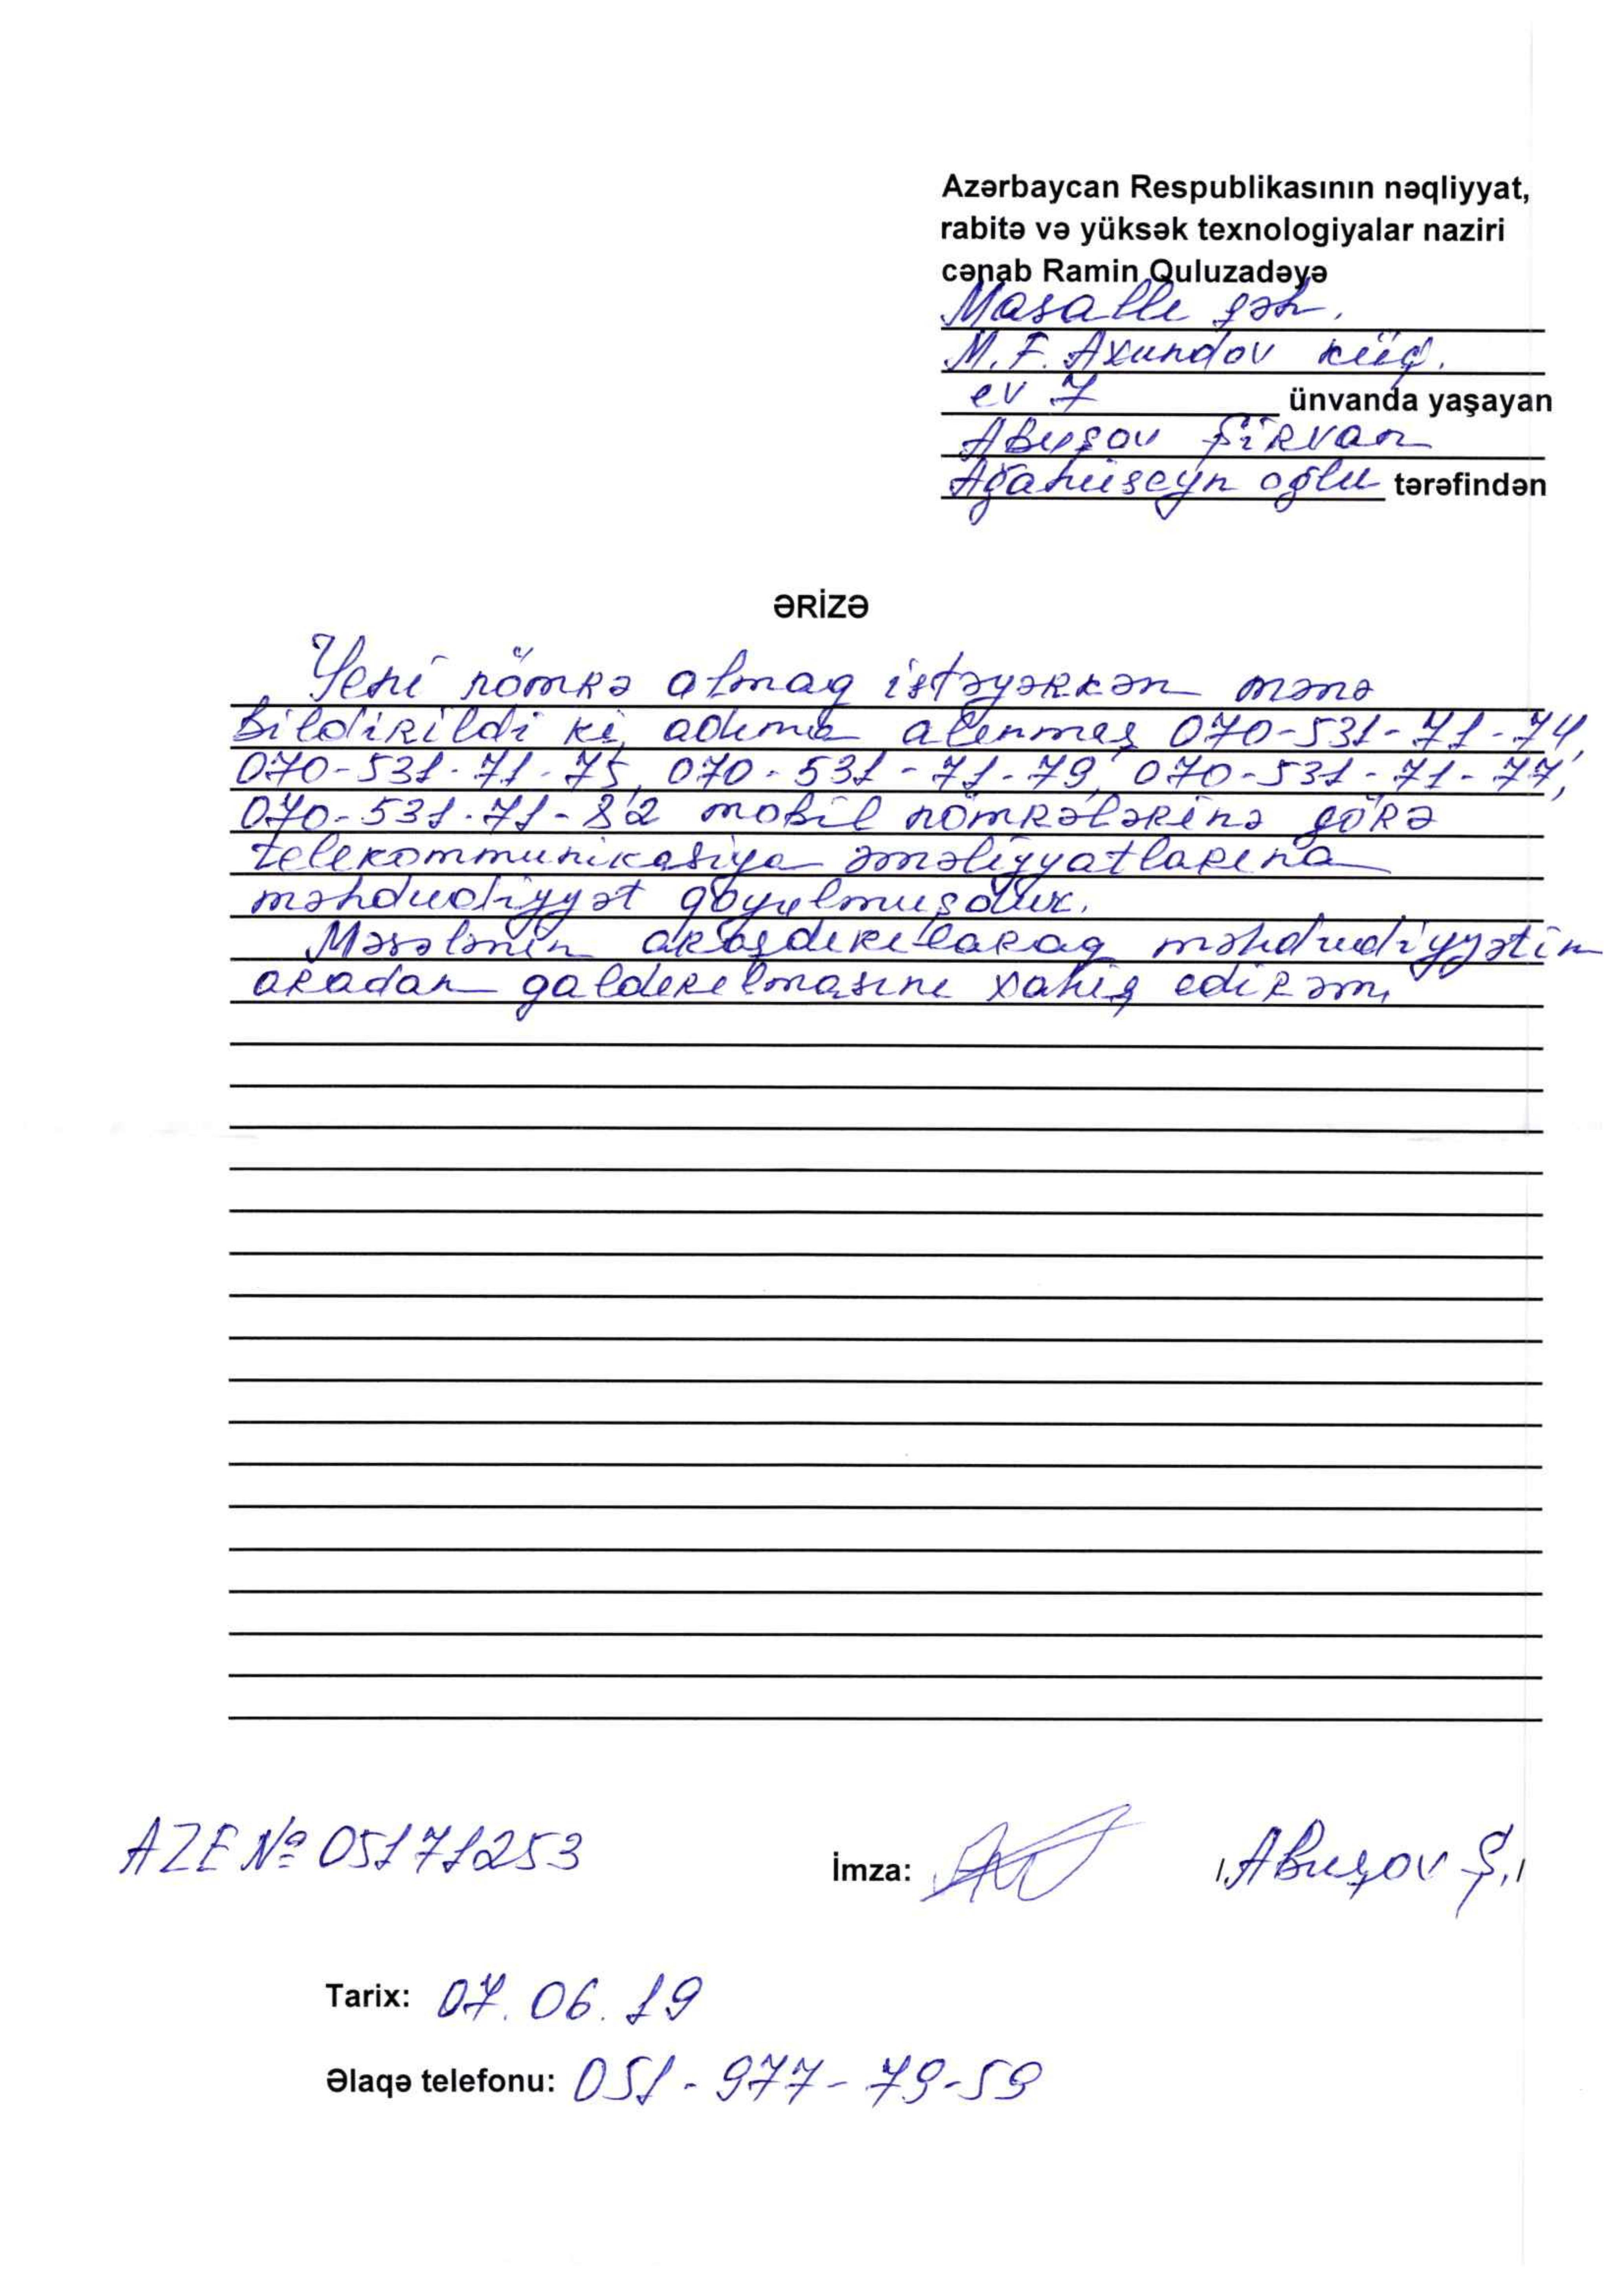 Azərbaycan Respublikasının nəqliyyat,
rabitə və yüksək texnologiyalar naziri
cənab Ramin Quluzadəyə
Masallı şəh.
M.F. Axundov küç.
ev 7 ünvanda yaşayan
Abuşov Şirvan
Ağahüseyn oğlu tərəfindən
ƏRİZƏ
Yeni nömrə almaq istəyərkən mənə
bildirildi ki, adıma alınmış 070-531-71-74,
070-531-71-75, 070-531-71-79, 070-531-71-77,
070-531-71-82 mobil nömrələrinə görə
telekommunikasiya əməliyyatlarına
məhdudiyyət qoyulmuşdur.
Məsələnin araşdırılaraq məhdudiyyətin
aradan qaldırılmasını xahiş edirəm.
AZE № 05171253 İmza: /Abuşov Ş./
Tarix: 07.06.19
Əlaqə telefonu: 051-977-79-59